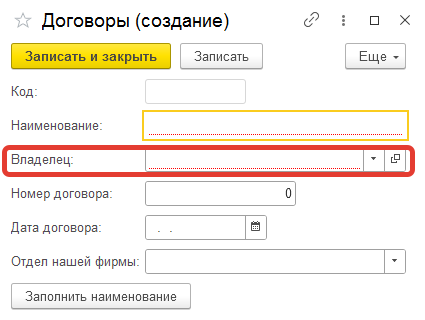 Договоры (создание)
Записать и закрыть Записать Еще
Код:
Наименование:
Владелец:
Номер договора: 0
Дата договора: . .
Отдел нашей фирмы:
Заполнить наименование